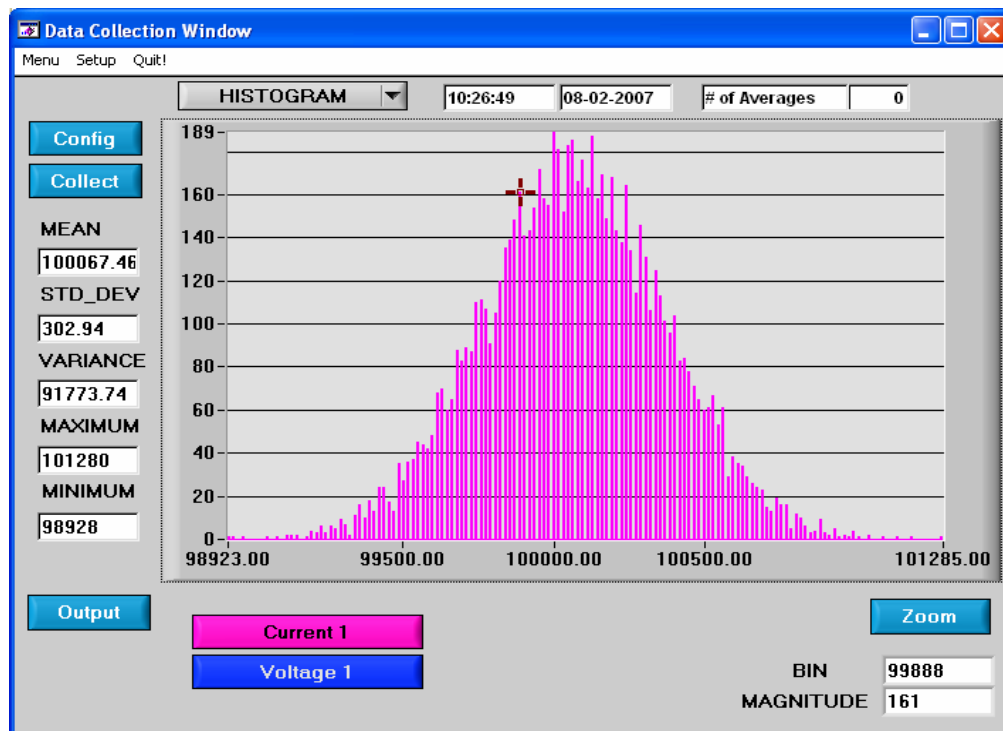 Data Collection Window
Menu Setup Quit!
HISTOGRAM 10:26:49 08-02-2007 # of Averages 0
Config
Collect
MEAN
100067.46
STD_DEV
302.94
VARIANCE
91773.74
MAXIMUM
101280
MINIMUM
98928
189
160
140
120
100
80
60
40
20
0
98923.00 99500.00 100000.00 100500.00 101285.00
Output
Current 1
Voltage 1
Zoom
BIN 99888
MAGNITUDE 161